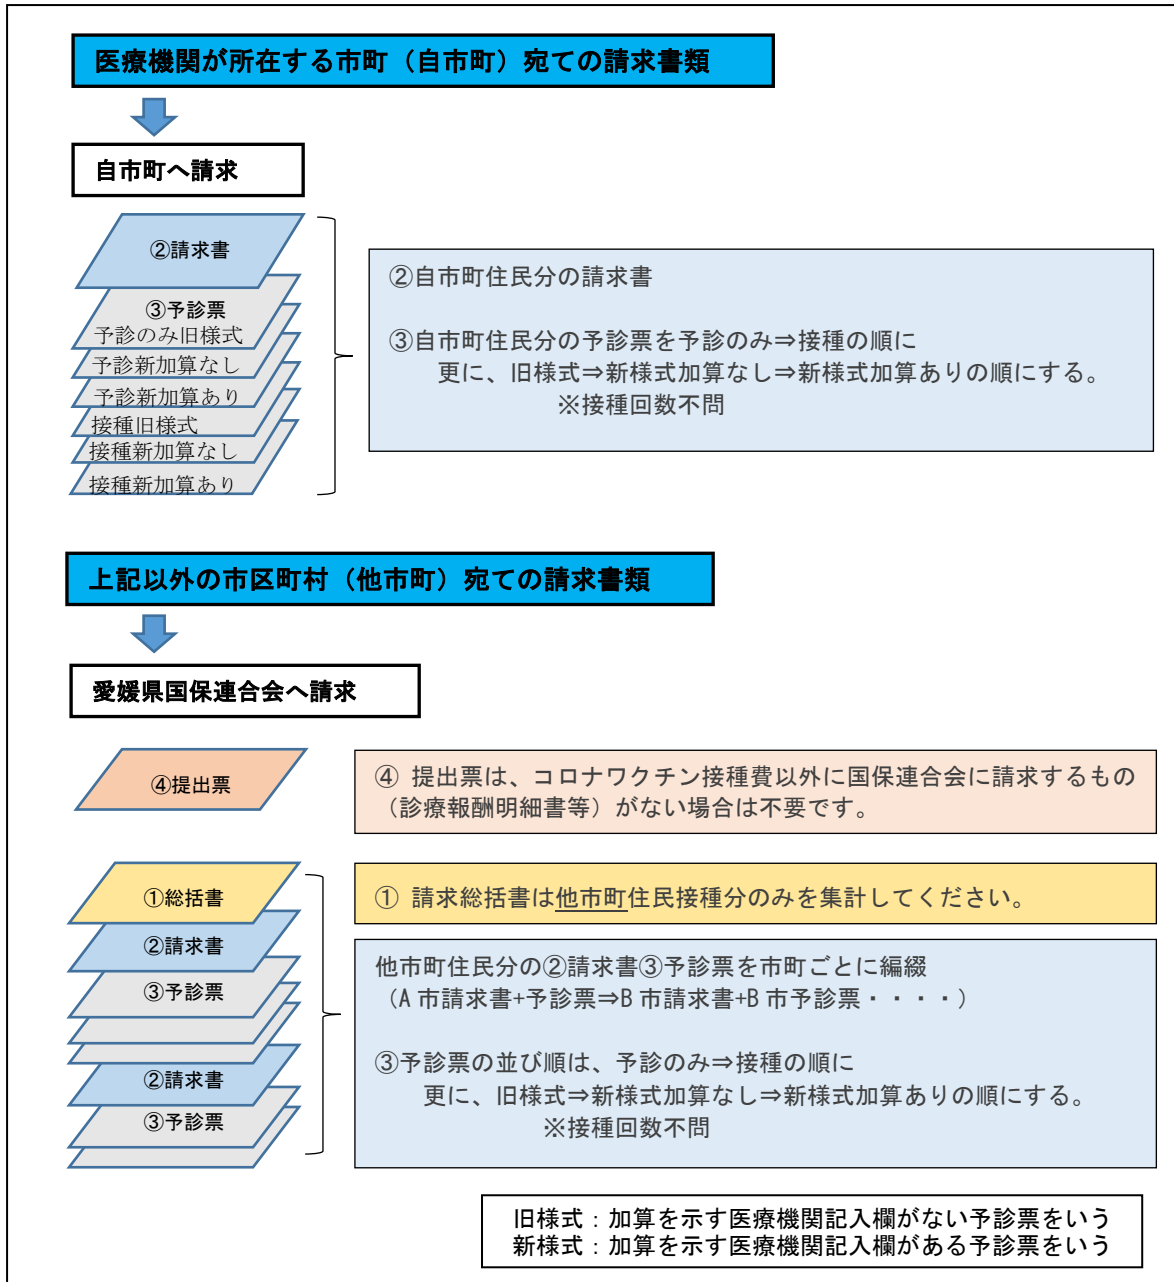 医療機関が所在する市町（自市町）宛ての請求書類
自市町へ請求
②請求書
③予診票
予診のみ旧様式
予診新加算なし
予診新加算あり
接種旧様式
接種新加算なし
接種新加算あり
②自市町住民分の請求書
③自市町住民分の予診票を予診のみ⇒接種の順に
更に、旧様式⇒新様式加算なし⇒新様式加算ありの順にする。
※接種回数不問
上記以外の市区町村（他市町）宛ての請求書類
愛媛県国保連合会へ請求
④提出票
④ 提出票は、コロナワクチン接種費以外に国保連合会に請求するもの
（診療報酬明細書等）がない場合は不要です。
①総括書
②請求書
③予診票
②請求書
③予診票
① 請求総括書は他市町住民接種分のみを集計してください。
他市町住民分の②請求書③予診票を市町ごとに編綴
（A 市請求書+予診票⇒B 市請求書+B 市予診票・・・・）
③予診票の並び順は、予診のみ⇒接種の順に
更に、旧様式⇒新様式加算なし⇒新様式加算ありの順にする。
※接種回数不問
旧様式：加算を示す医療機関記入欄がない予診票をいう
新様式：加算を示す医療機関記入欄がある予診票をいう